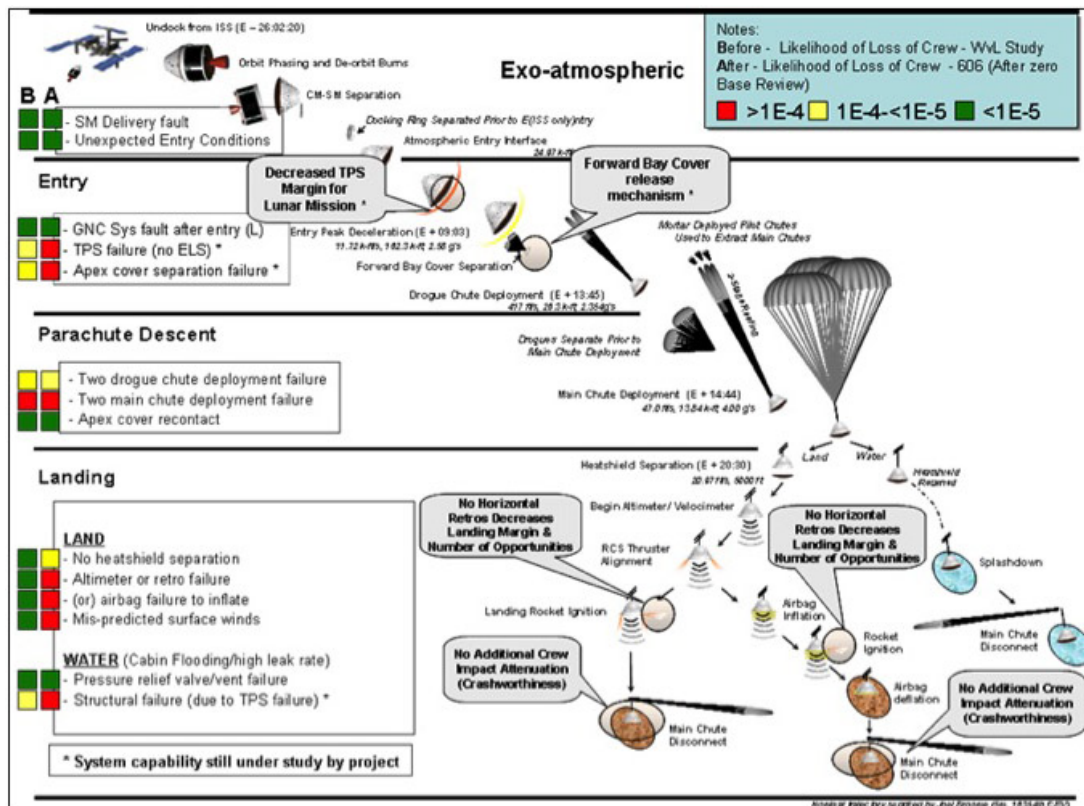 Undock from ISS (E – 26:02:20)
Orbit Phasing and De-orbit Burns
Exo-atmospheric
Notes:
Before - Likelihood of Loss of Crew - WvL Study
After - Likelihood of Loss of Crew - 606 (After zero
Base Review)
>1E-4 1E-4-<1E-5 <1E-5
CM-SM Separation
B A
- SM Delivery fault
- Unexpected Entry Conditions
Docking Ring Separated Prior to E(ISS only)ntry
Atmospheric Entry Interface
Entry
Decreased TPS
Margin for
Lunar Mission *
Forward Bay Cover
release
mechanism *
- GNC Sys fault after entry (L)
- TPS failure (no ELS) *
- Apex cover separation failure *
Entry Peak Deceleration (E + 09:03)
Forward Bay Cover Separation
Mortar Deployed Pilot Chutes
Used to Extract Main Chutes
Drogue Chute Deployment (E + 13:45)
2-Stage Reefing
Parachute Descent
Drogues Separate Prior to
Main Chute Deployment
- Two drogue chute deployment failure
- Two main chute deployment failure
- Apex cover recontact
Main Chute Deployment (E + 14:44)
Landing
Heatshield Separation (E + 20:30)
Land Water
Heatshield
Retained
No Horizontal
Retros Decreases
Landing Margin &
Number of Opportunities
Begin Altimeter/ Velocimeter
No Horizontal
Retros Decreases
Landing Margin &
Number of Opportunities
LAND
- No heatshield separation
- Altimeter or retro failure
- (or) airbag failure to inflate
- Mis-predicted surface winds
RCS Thruster
Alignment
Splashdown
Landing Rocket Ignition
Airbag
Inflation
Rocket
Ignition
Main Chute
Disconnect
WATER (Cabin Flooding/high leak rate)
- Pressure relief valve/vent failure
- Structural failure (due to TPS failure) *
No Additional Crew
Impact Attenuation
(Crashworthiness)
Airbag
deflation
No Additional Crew
Impact Attenuation
(Crashworthiness)
Main Chute
Disconnect
Main Chute
Disconnect
* System capability still under study by project